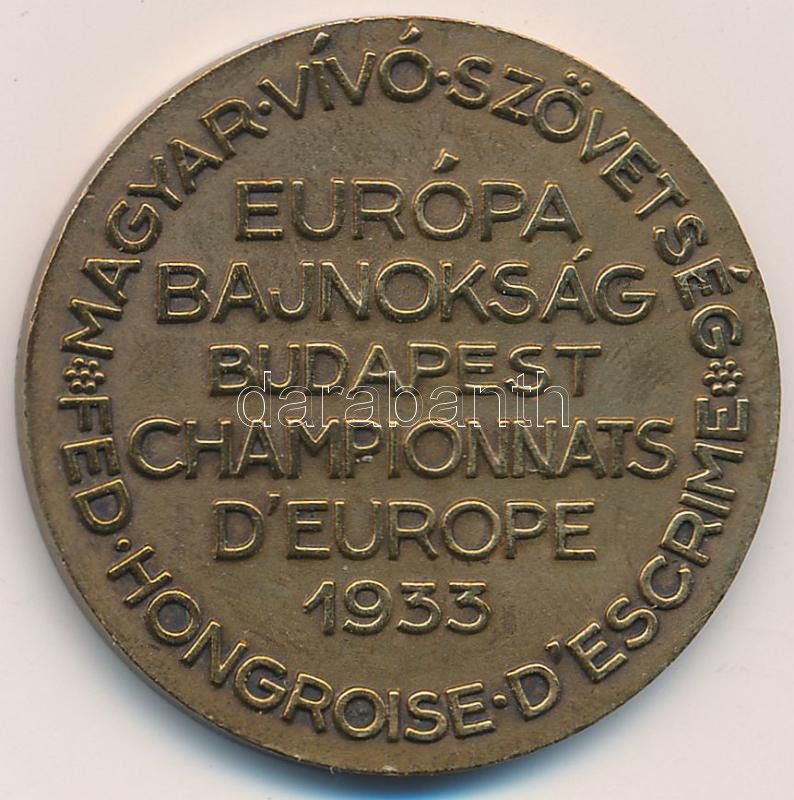 MAGYAR·VÍVÓ·SZÖVETSÉG
EURÓPA
BAJNOKSÁG
BUDAPEST
CHAMPIONNATS
D'EUROPE
1933
FED·HONGROISE·D'ESCRIME
darabanth